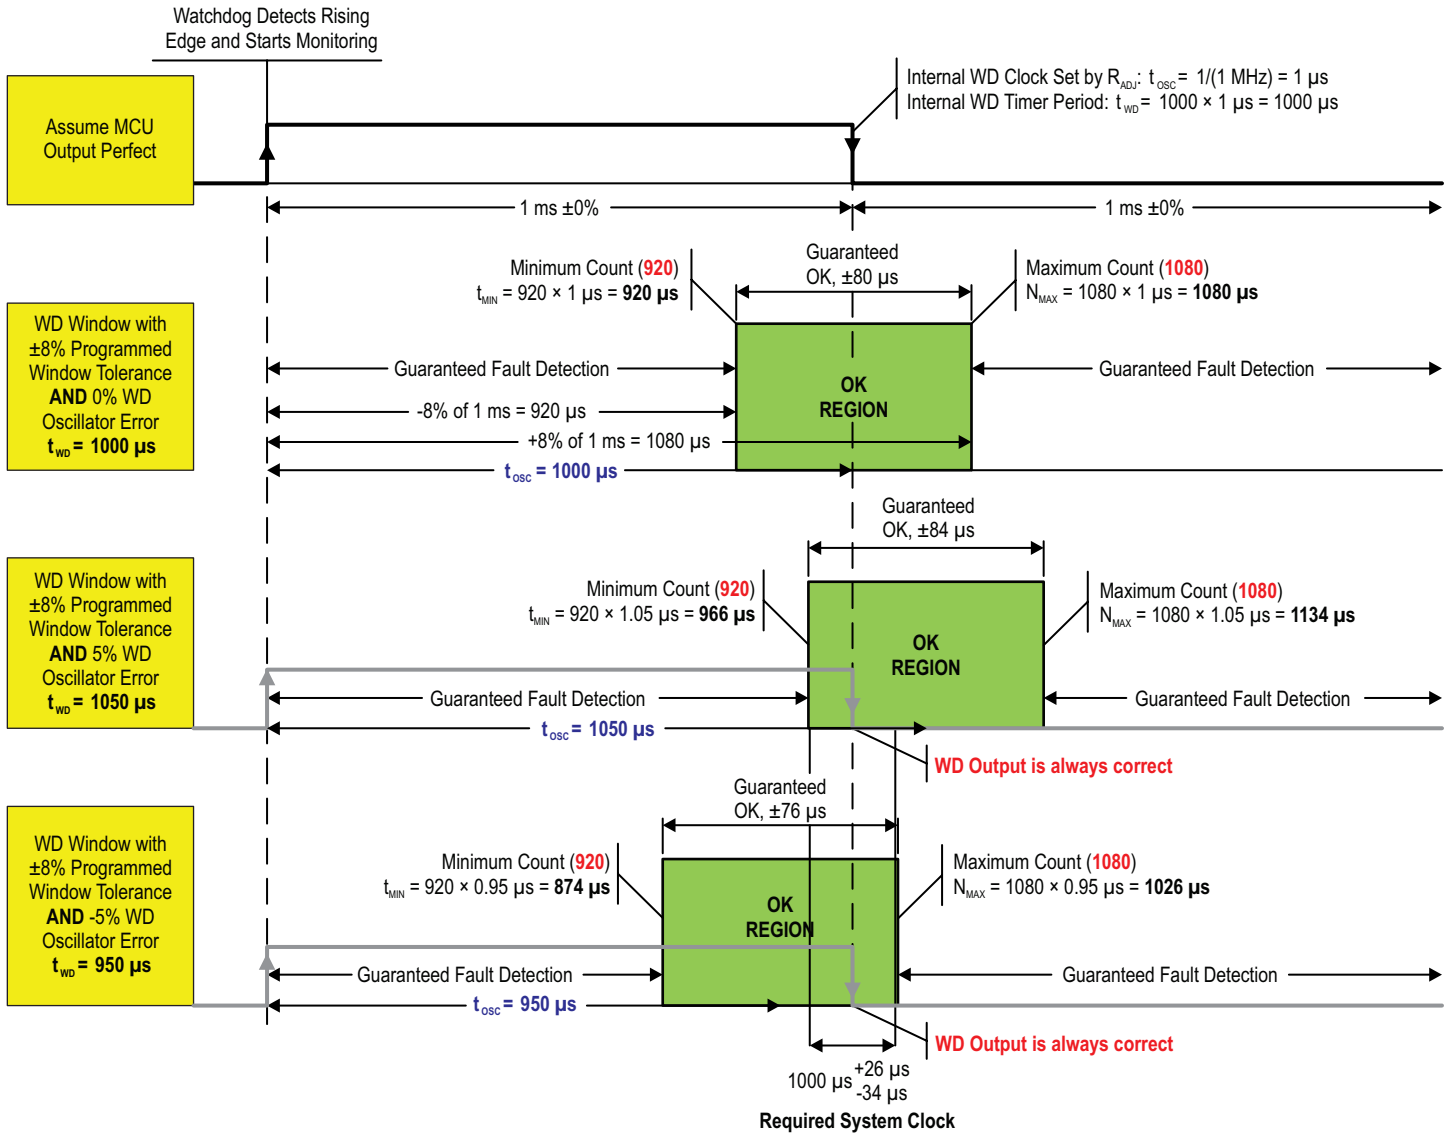 Watchdog Detects Rising
Edge and Starts Monitoring
Internal WD Clock Set by RADJ: tOSC = 1/(1 MHz) = 1 µs
Internal WD Timer Period: tWD = 1000 × 1 µs = 1000 µs
Assume MCU
Output Perfect
1 ms ±0%
1 ms ±0%
Minimum Count (920)
tMIN = 920 × 1 µs = 920 µs
Guaranteed
OK, ±80 µs
Maximum Count (1080)
NMAX = 1080 × 1 µs = 1080 µs
WD Window with
±8% Programmed
Window Tolerance
AND 0% WD
Oscillator Error
tWD = 1000 µs
Guaranteed Fault Detection
OK
REGION
Guaranteed Fault Detection
-8% of 1 ms = 920 µs
+8% of 1 ms = 1080 µs
tOSC = 1000 µs
Guaranteed
OK, ±84 µs
WD Window with
±8% Programmed
Window Tolerance
AND 5% WD
Oscillator Error
tWD = 1050 µs
Minimum Count (920)
tMIN = 920 × 1.05 µs = 966 µs
Maximum Count (1080)
NMAX = 1080 × 1.05 µs = 1134 µs
OK
REGION
Guaranteed Fault Detection
Guaranteed Fault Detection
tOSC = 1050 µs
WD Output is always correct
Guaranteed
OK, ±76 µs
WD Window with
±8% Programmed
Window Tolerance
AND -5% WD
Oscillator Error
tWD = 950 µs
Minimum Count (920)
tMIN = 920 × 0.95 µs = 874 µs
Maximum Count (1080)
NMAX = 1080 × 0.95 µs = 1026 µs
OK
REGION
Guaranteed Fault Detection
Guaranteed Fault Detection
tOSC = 950 µs
WD Output is always correct
1000 µs +26 µs
-34 µs
Required System Clock